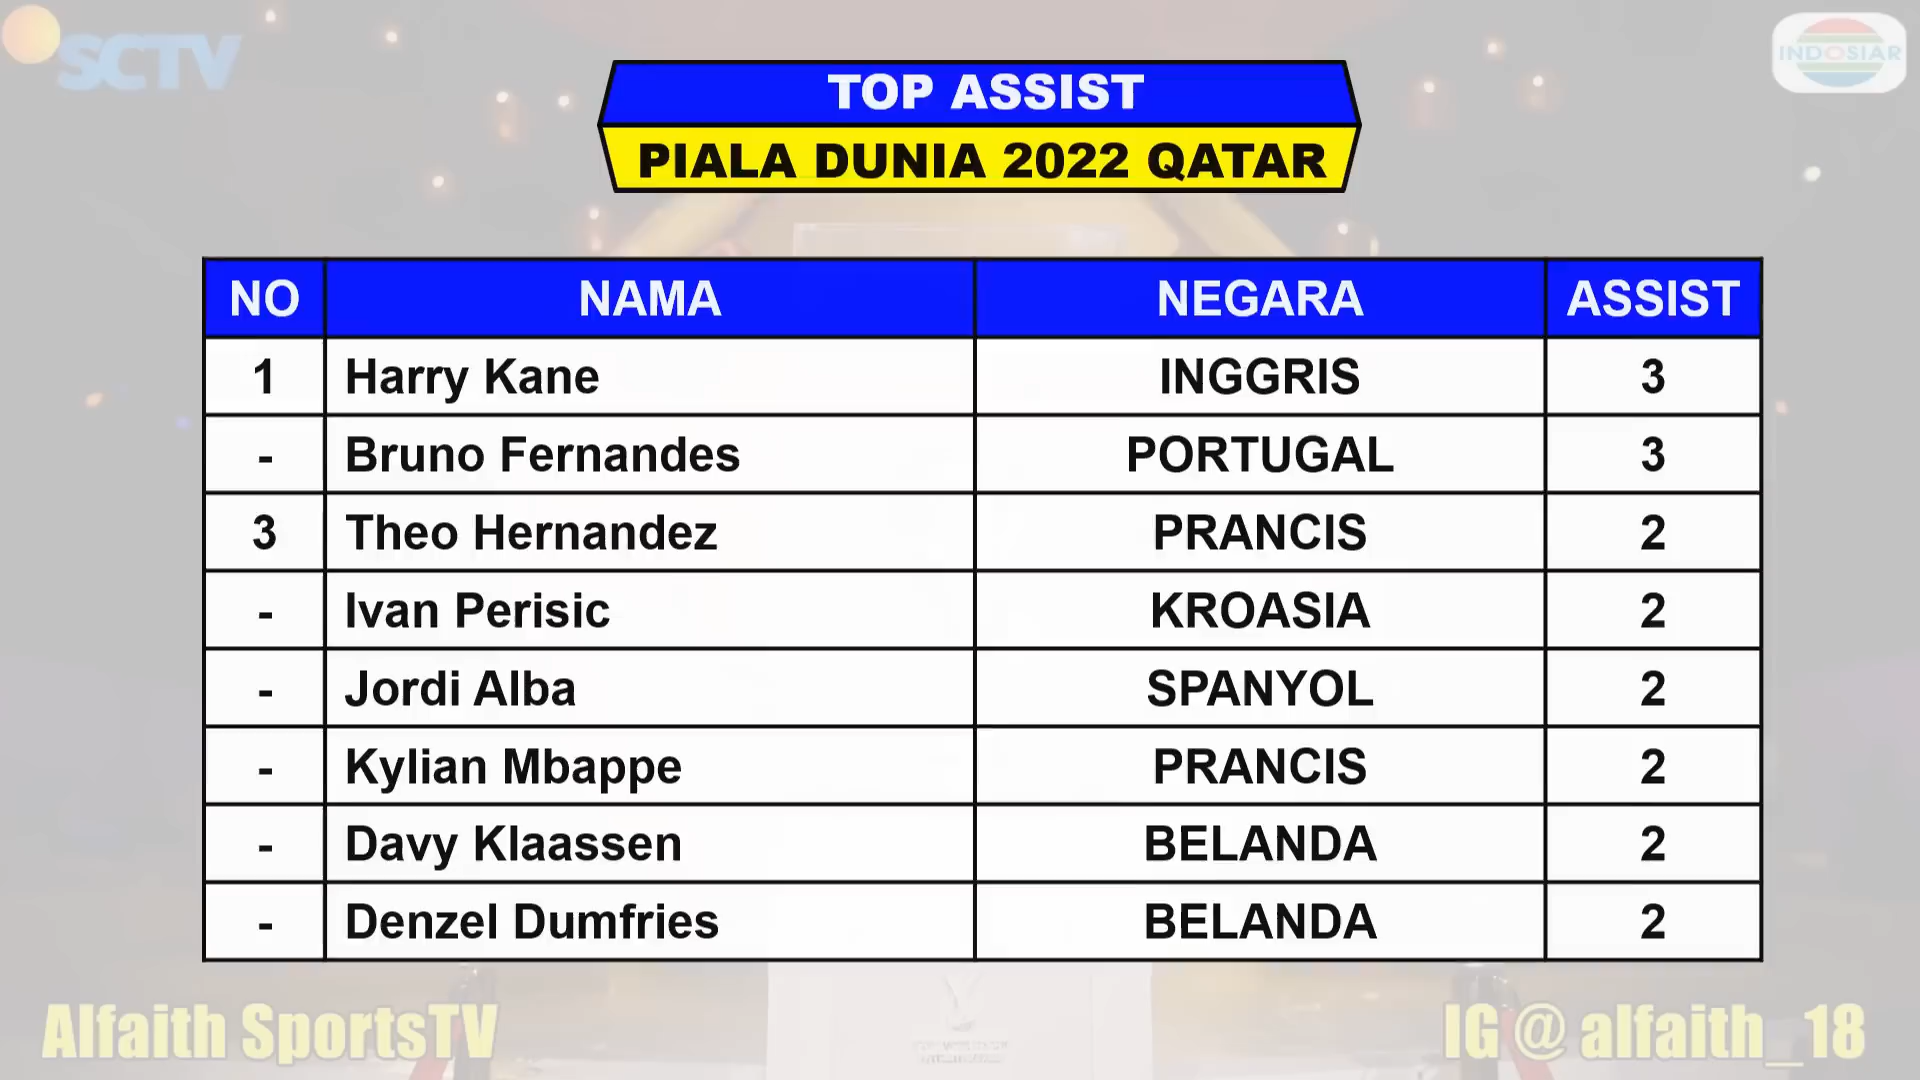 SCTV
INDOSIAR
TOP ASSIST
PIALA DUNIA 2022 QATAR
NO NAMA NEGARA ASSIST
1 Harry Kane INGGRIS 3
- Bruno Fernandes PORTUGAL 3
3 Theo Hernandez PRANCIS 2
- Ivan Perisic KROASIA 2
- Jordi Alba SPANYOL 2
- Kylian Mbappe PRANCIS 2
- Davy Klaassen BELANDA 2
- Denzel Dumfries BELANDA 2
Alfaith SportsTV
IG @ alfaith_18